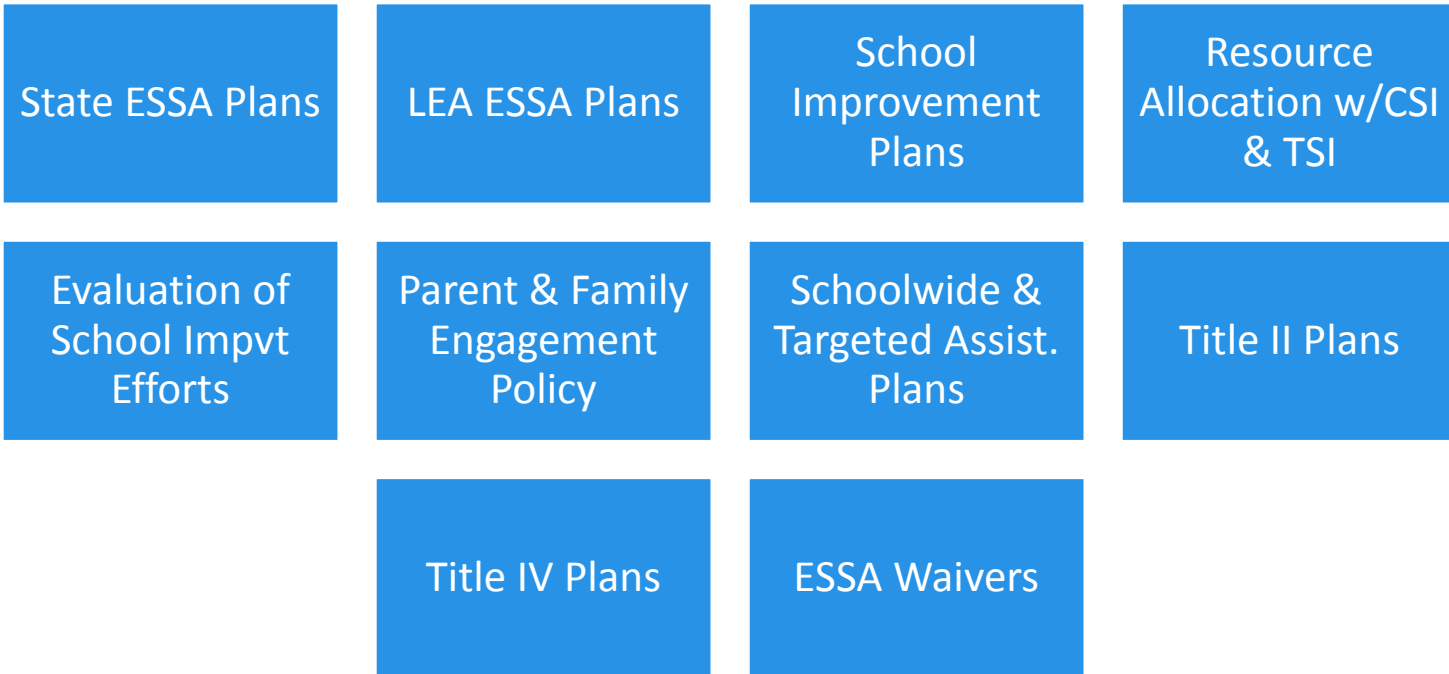 State ESSA Plans
LEA ESSA Plans
School
Improvement
Plans
Resource
Allocation w/CSI
& TSI
Evaluation of
School Impvt
Efforts
Parent & Family
Engagement
Policy
Schoolwide &
Targeted Assist.
Plans
Title II Plans
Title IV Plans
ESSA Waivers